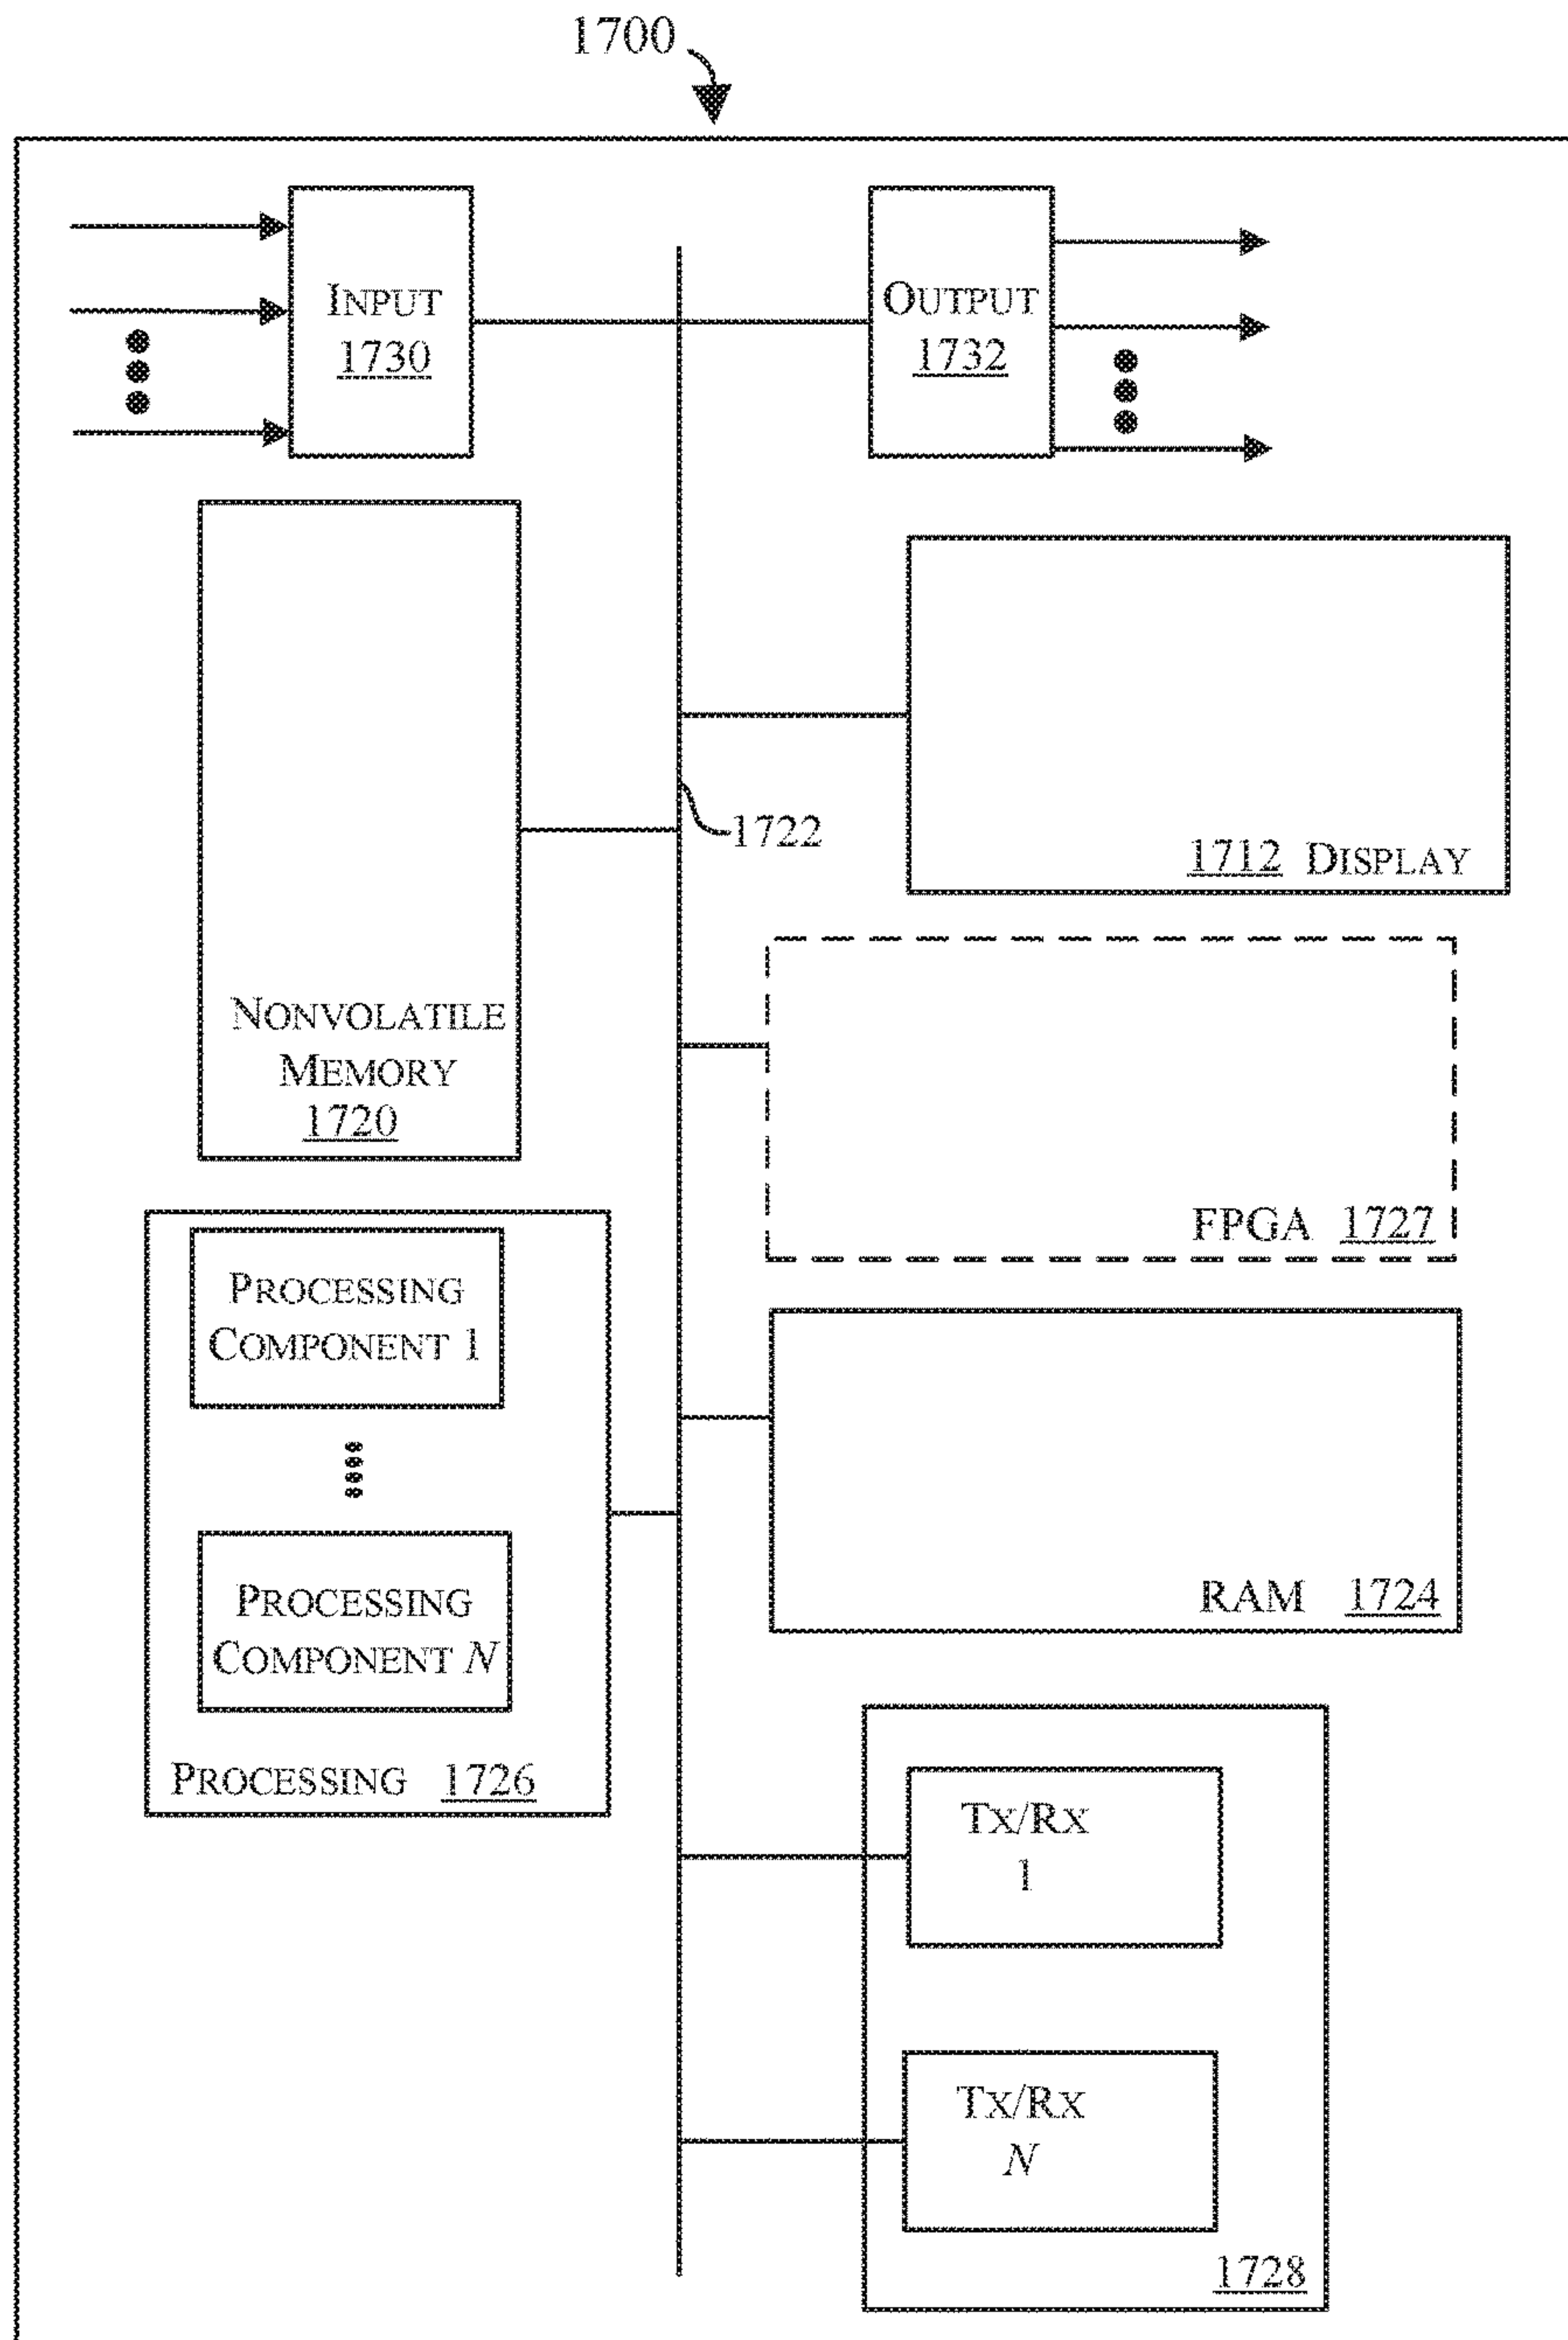 1700
INPUT
1730
OUTPUT
1732
1722
1712 DISPLAY
NONVOLATILE
MEMORY
1720
FPGA 1727
PROCESSING
COMPONENT 1
PROCESSING
COMPONENT N
PROCESSING 1726
RAM 1724
TX/RX
1
TX/RX
N
1728